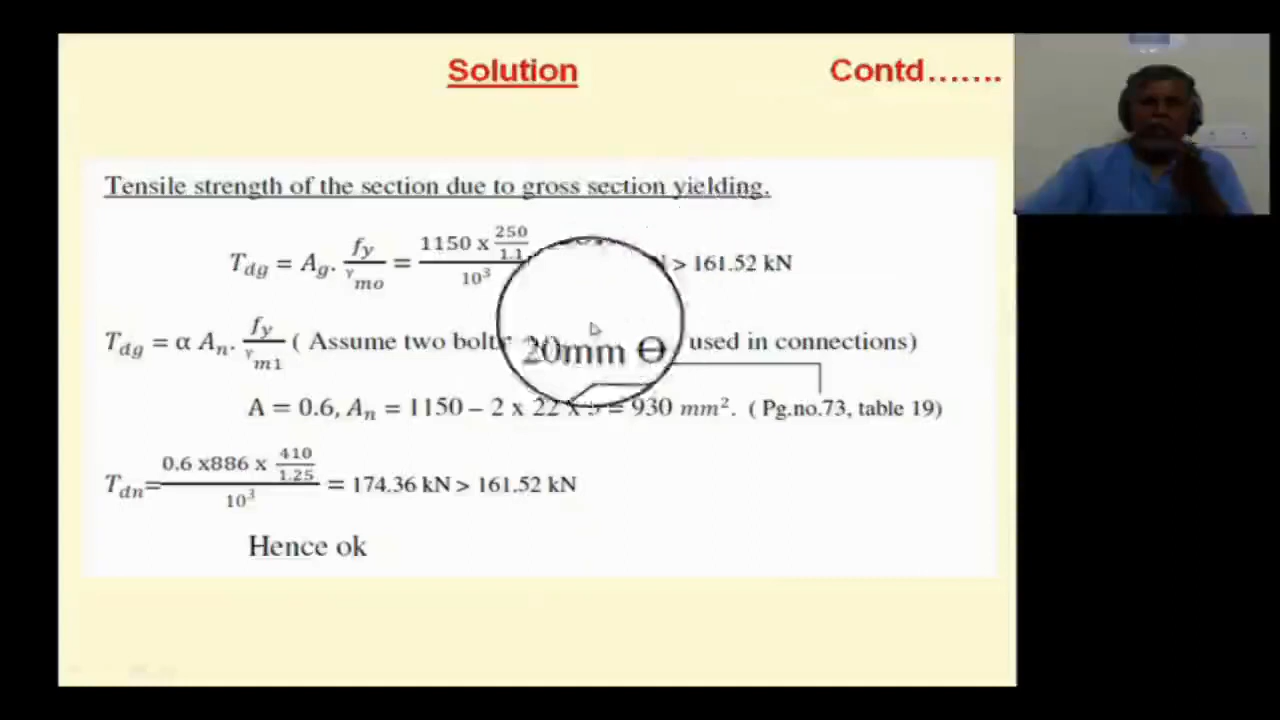 Solution Contd…….
Tensile strength of the section due to gross section yielding.
T_dg = A_g. f_y/γ_mo = (1150 x 250/1.1)/10³ > 161.52 kN
T_dg = α A_n. f_y/γ_m1 ( Assume two bolts 20mm Θ used in connections)
A = 0.6, A_n = 1150 – 2 x 22 x 5 = 930 mm². ( Pg.no.73, table 19)
T_dn= (0.6 x886 x 410/1.25)/10³ = 174.36 kN > 161.52 kN
Hence ok